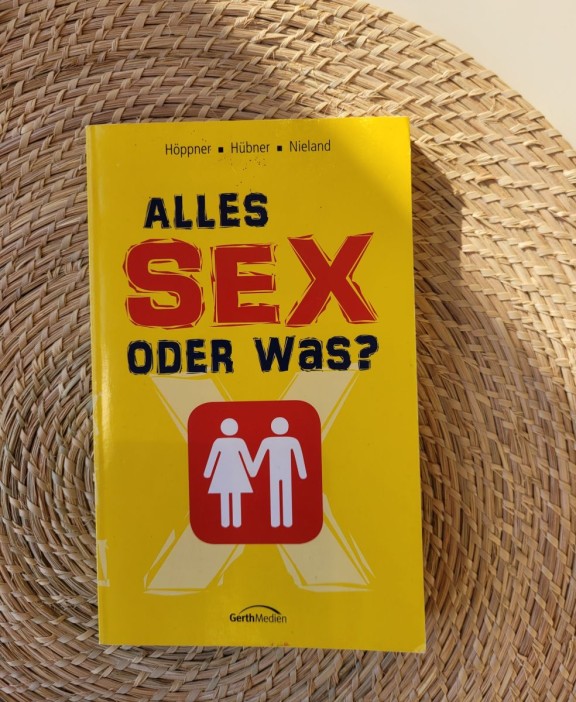 Höppner ▪ Hübner ▪ Nieland
ALLES
SEX
ODER Was?
X
GerthMedien